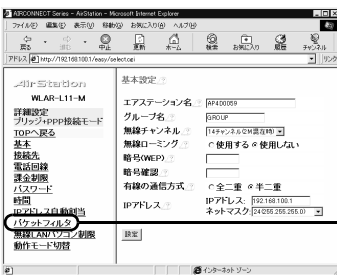 AIRCONNECT Series - AirStation - Microsoft Internet Explorer
ファイル(F) 編集(E) 表示(V) 移動(G) お気に入り(A) ヘルプ(H)
戻る 進む 中止 更新 ホーム 検索 お気に入り 履歴 チャンネル
アドレス http://192.168.100.1/easy/selectcgi リンク
AirStation
WLAR-L11-M
詳細設定
ブリッジ+PPP接続モード
TOPへ戻る
基本
接続先
電話回線
課金制限
パスワード
時間
IPアドレス自動割当
パケットフィルタ
無線LANパソコン制限
動作モード切替
基本設定
エアステーション名 AP400059
グループ名 GROUP
無線チャンネル 14チャンネル(2M混在時)
無線ローミング 使用する 使用しない
暗号(WEP)
暗号確認
有線の通信方式 全二重 半二重
IPアドレス IPアドレス: 192.168.100.1
ネットマスク: 24(255.255.255.0)
設定
インターネット ゾーン